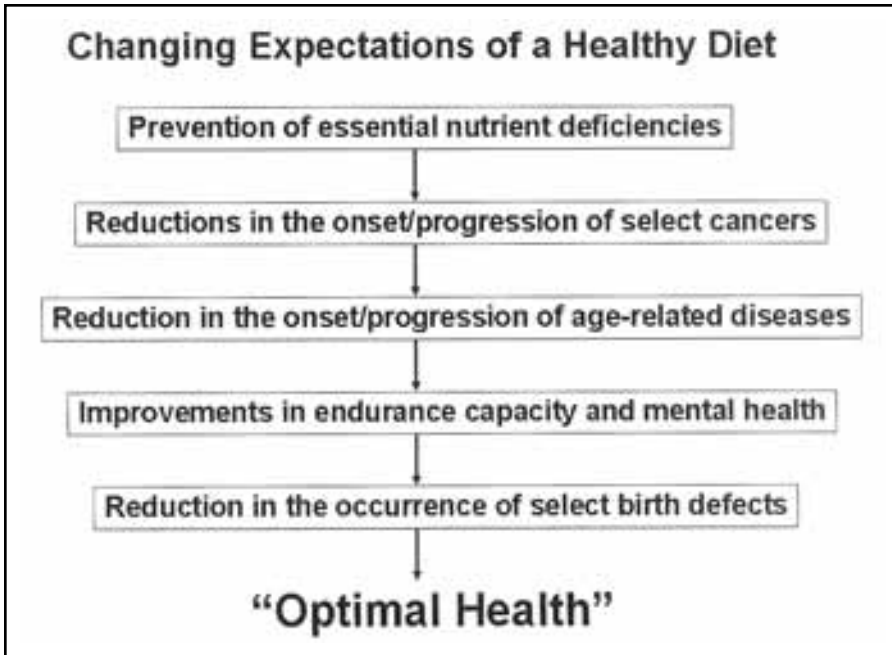 Changing Expectations of a Healthy Diet
Prevention of essential nutrient deficiencies
Reductions in the onset/progression of select cancers
Reduction in the onset/progression of age-related diseases
Improvements in endurance capacity and mental health
Reduction in the occurrence of select birth defects
“Optimal Health”